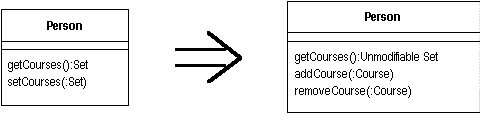 Person
getCourses():Set
setCourses(:Set)
Person
getCourses():Unmodifiable Set
addCourse(:Course)
removeCourse(:Course)